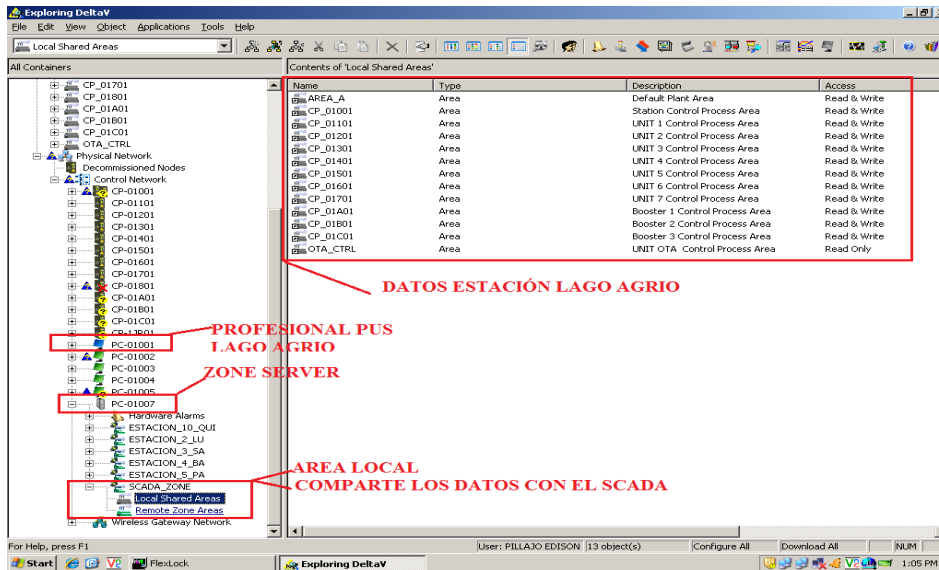 Exploring DeltaV
File Edit View Object Applications Tools Help
Local Shared Areas
All Containers
Contents of 'Local Shared Areas'
CP_01701
CP_01801
CP_01A01
CP_01B01
CP_01C01
OTA_CTRL
Physical Network
Decommissioned Nodes
Control Network
CP-01001
CP-01101
CP-01201
CP-01301
CP-01401
CP-01501
CP-01601
CP-01701
CP-01801
CP-01A01
CP-01B01
CP-01C01
CP-1JB01
PC-01001
PC-01002
PC-01003
PC-01004
PC-01005
PC-01007
Hardware Alarms
ESTACION_10_QUI
ESTACION_2_LU
ESTACION_3_SA
ESTACION_4_BA
ESTACION_5_PA
SCADA_ZONE
Local Shared Areas
Remote Zone Areas
Wireless Gateway Network
Name Type Description Access
AREA_A Area Default Plant Area Read & Write
CP_01001 Area Station Control Process Area Read & Write
CP_01101 Area UNIT 1 Control Process Area Read & Write
CP_01201 Area UNIT 2 Control Process Area Read & Write
CP_01301 Area UNIT 3 Control Process Area Read & Write
CP_01401 Area UNIT 4 Control Process Area Read & Write
CP_01501 Area UNIT 5 Control Process Area Read & Write
CP_01601 Area UNIT 6 Control Process Area Read & Write
CP_01701 Area UNIT 7 Control Process Area Read & Write
CP_01A01 Area Booster 1 Control Process Area Read & Write
CP_01B01 Area Booster 2 Control Process Area Read & Write
CP_01C01 Area Booster 3 Control Process Area Read & Write
OTA_CTRL Area UNIT OTA Control Process Area Read Only
DATOS ESTACIÓN LAGO AGRIO
PROFESIONAL PUS
LAGO AGRIO
ZONE SERVER
AREA LOCAL
COMPARTE LOS DATOS CON EL SCADA
For Help, press F1
User: PILLAJO EDISON 13 object(s) Configure All Download All NUM
Start FlexLock Exploring DeltaV 1:05 PM